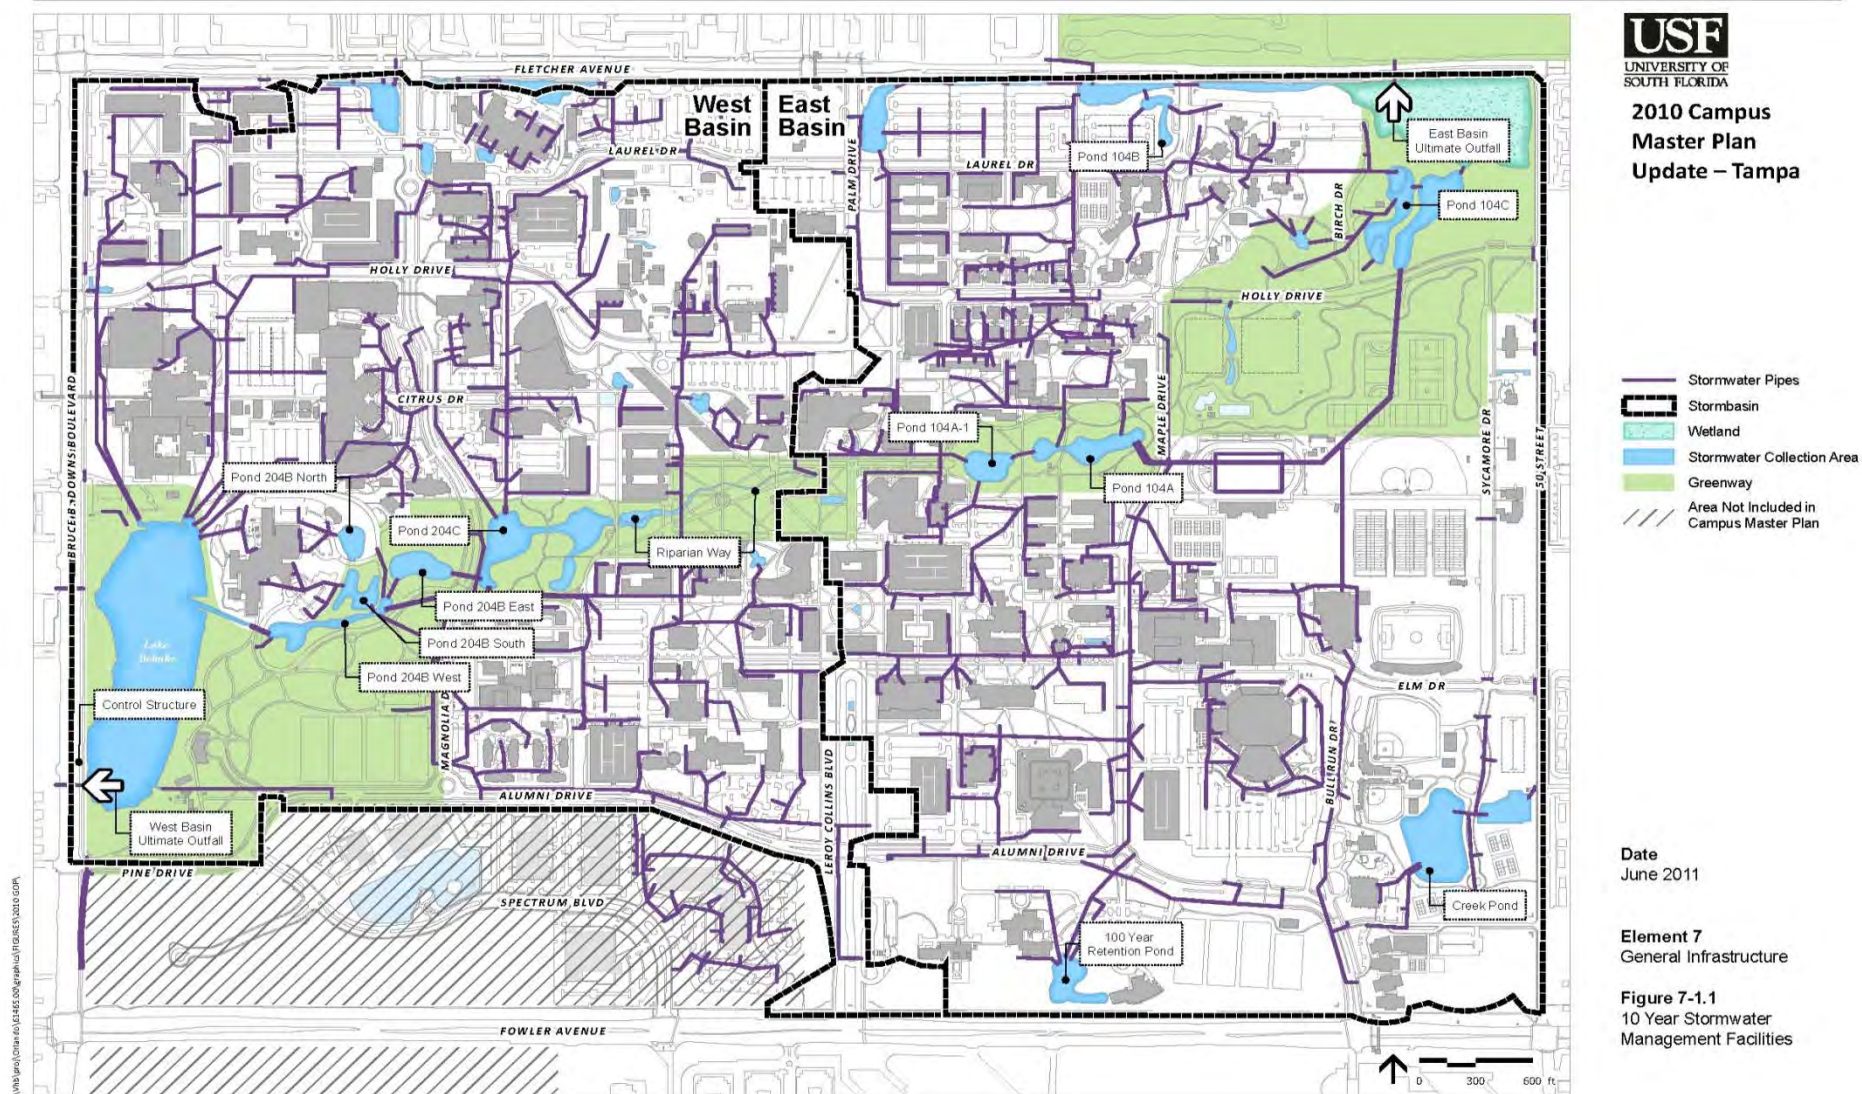 USF
UNIVERSITY OF
SOUTH FLORIDA
2010 Campus
Master Plan
Update – Tampa
FLETCHER AVENUE
West
Basin
East
Basin
LAUREL DR
PALM DRIVE
LAUREL DR
Pond 104B
East Basin
Ultimate Outfall
BIRCH DR
Pond 104C
HOLLY DRIVE
HOLLY DRIVE
BRUCE B DOWNS BOULEVARD
CITRUS DR
MAPLE DRIVE
SYCAMORE DR
50 STREET
Pond 104A-1
Pond 104A
Pond 204B North
Pond 204C
Riparian Way
Pond 204B East
Pond 204B South
Pond 204B West
Lake
Behnke
Control Structure
MAGNOLIA D
ELM DR
BULL RUN DR
LEROY COLLINS BLVD
ALUMNI DRIVE
West Basin
Ultimate Outfall
PINE DRIVE
ALUMNI DRIVE
SPECTRUM BLVD
Creek Pond
100 Year
Retention Pond
FOWLER AVENUE
0 300 600 ft
Stormwater Pipes
Stormbasin
Wetland
Stormwater Collection Area
Greenway
Area Not Included in
Campus Master Plan
Date
June 2011
Element 7
General Infrastructure
Figure 7-1.1
10 Year Stormwater
Management Facilities